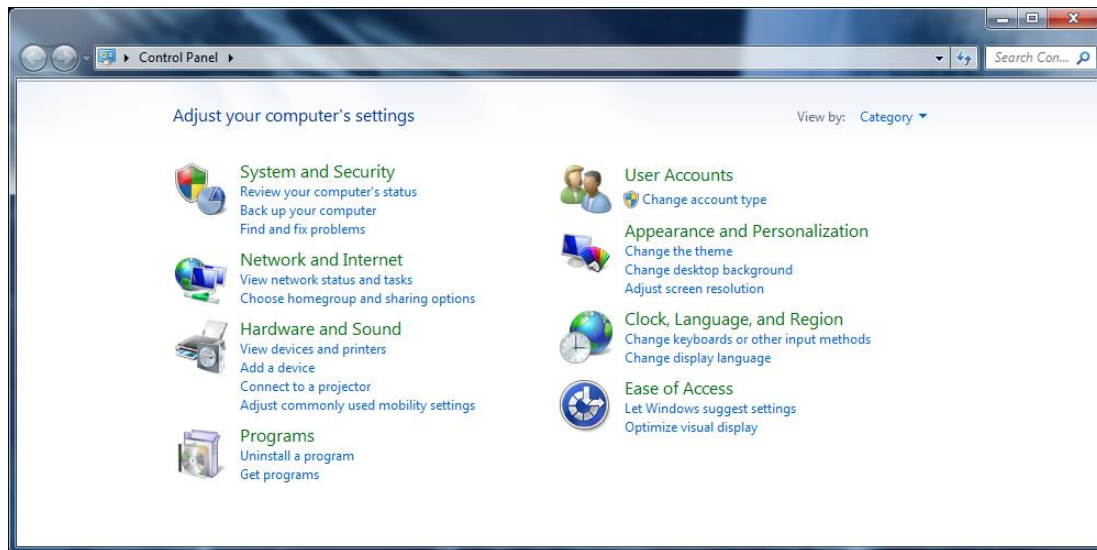 Control Panel
Search Con...
Adjust your computer's settings
View by: Category
System and Security
Review your computer's status
Back up your computer
Find and fix problems
Network and Internet
View network status and tasks
Choose homegroup and sharing options
Hardware and Sound
View devices and printers
Add a device
Connect to a projector
Adjust commonly used mobility settings
Programs
Uninstall a program
Get programs
User Accounts
Change account type
Appearance and Personalization
Change the theme
Change desktop background
Adjust screen resolution
Clock, Language, and Region
Change keyboards or other input methods
Change display language
Ease of Access
Let Windows suggest settings
Optimize visual display